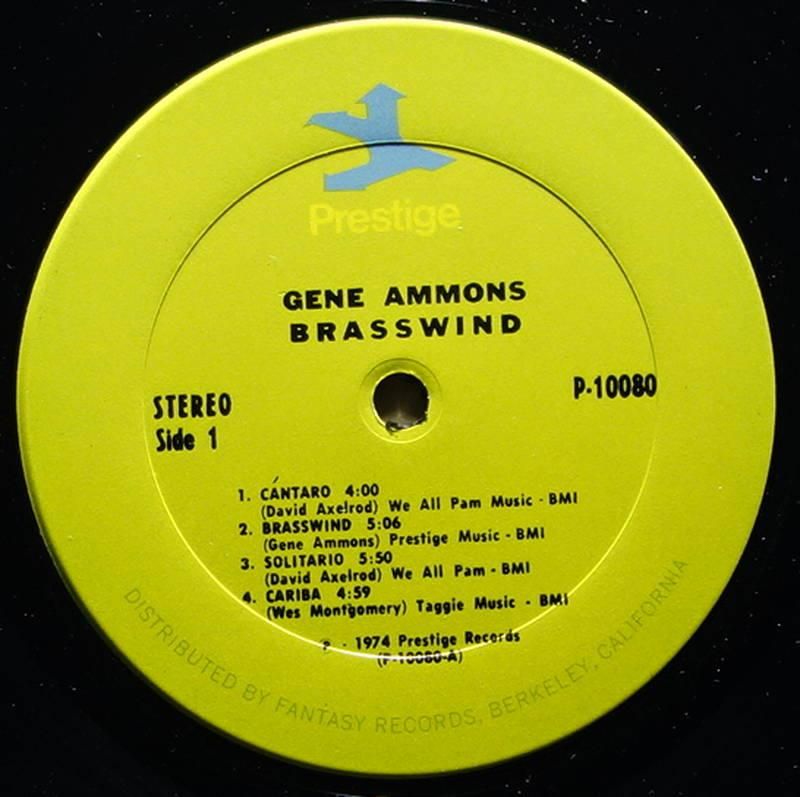 Prestige
GENE AMMONS
BRASSWIND
STEREO
Side 1
P-10080
1. CÁNTARO 4:00
(David Axelrod) We All Pam Music - BMI
2. BRASSWIND 5:06
(Gene Ammons) Prestige Music - BMI
3. SOLITARIO 5:50
(David Axelrod) We All Pam - BMI
4. CARIBA 4:59
(Wes Montgomery) Taggie Music - BMI
℗ - 1974 Prestige Records
(P-10080-A)
DISTRIBUTED BY FANTASY RECORDS, BERKELEY, CALIFORNIA